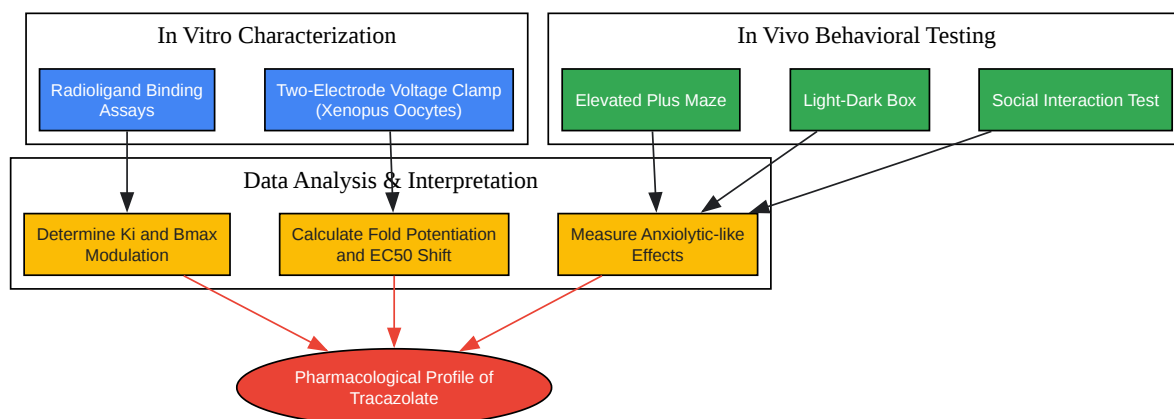 In Vitro Characterization
In Vivo Behavioral Testing
Radioligand Binding
Assays
Two-Electrode Voltage Clamp
(Xenopus Oocytes)
Elevated Plus Maze
Light-Dark Box
Social Interaction Test
Data Analysis & Interpretation
Determine Ki and Bmax
Modulation
Calculate Fold Potentiation
and EC50 Shift
Measure Anxiolytic-like
Effects
Pharmacological Profile of
Tracazolate